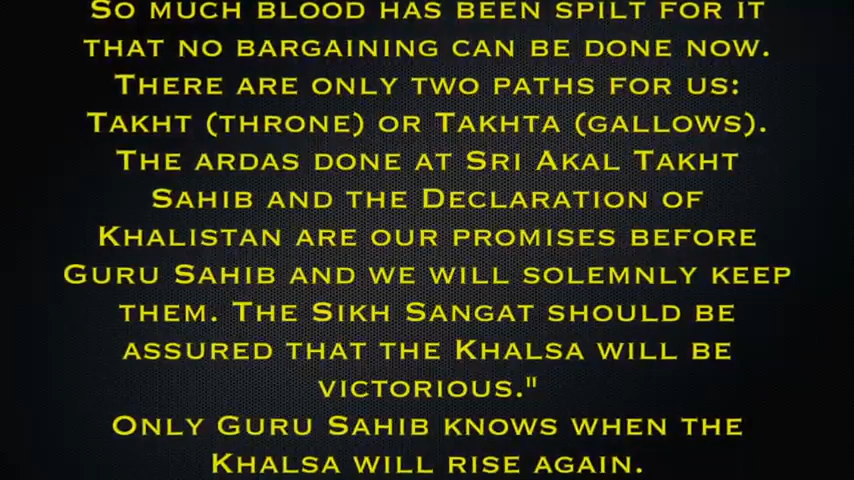 So much blood has been spilt for it
that no bargaining can be done now.
There are only two paths for us:
Takht (throne) or Takhta (gallows).
The ardas done at Sri Akal Takht
Sahib and the Declaration of
Khalistan are our promises before
Guru Sahib and we will solemnly keep
them. The Sikh Sangat should be
assured that the Khalsa will be
victorious."
Only Guru Sahib knows when the
Khalsa will rise again.